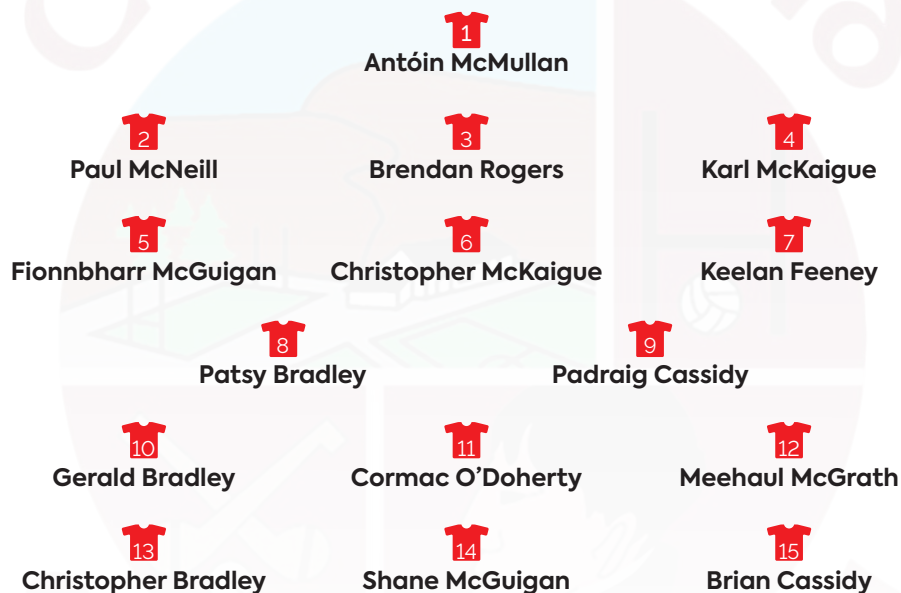 1
Antóin McMullan
2 3 4
Paul McNeill Brendan Rogers Karl McKaigue
5 6 7
Fionnbharr McGuigan Christopher McKaigue Keelan Feeney
8 9
Patsy Bradley Padraig Cassidy
10 11 12
Gerald Bradley Cormac O’Doherty Meehaul McGrath
13 14 15
Christopher Bradley Shane McGuigan Brian Cassidy